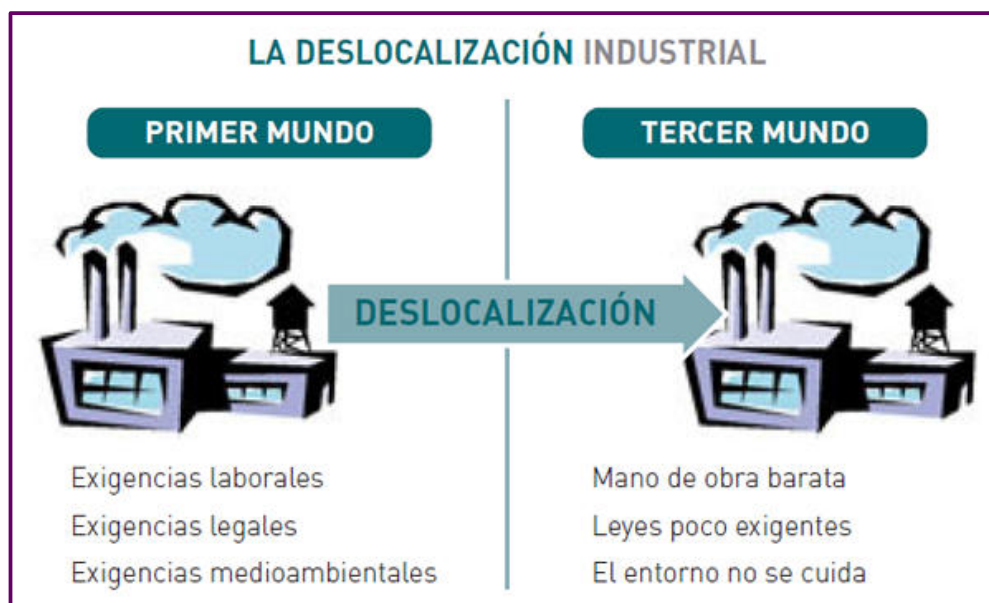 LA DESLOCALIZACIÓN INDUSTRIAL
PRIMER MUNDO
TERCER MUNDO
DESLOCALIZACIÓN
Exigencias laborales
Exigencias legales
Exigencias medioambientales
Mano de obra barata
Leyes poco exigentes
El entorno no se cuida